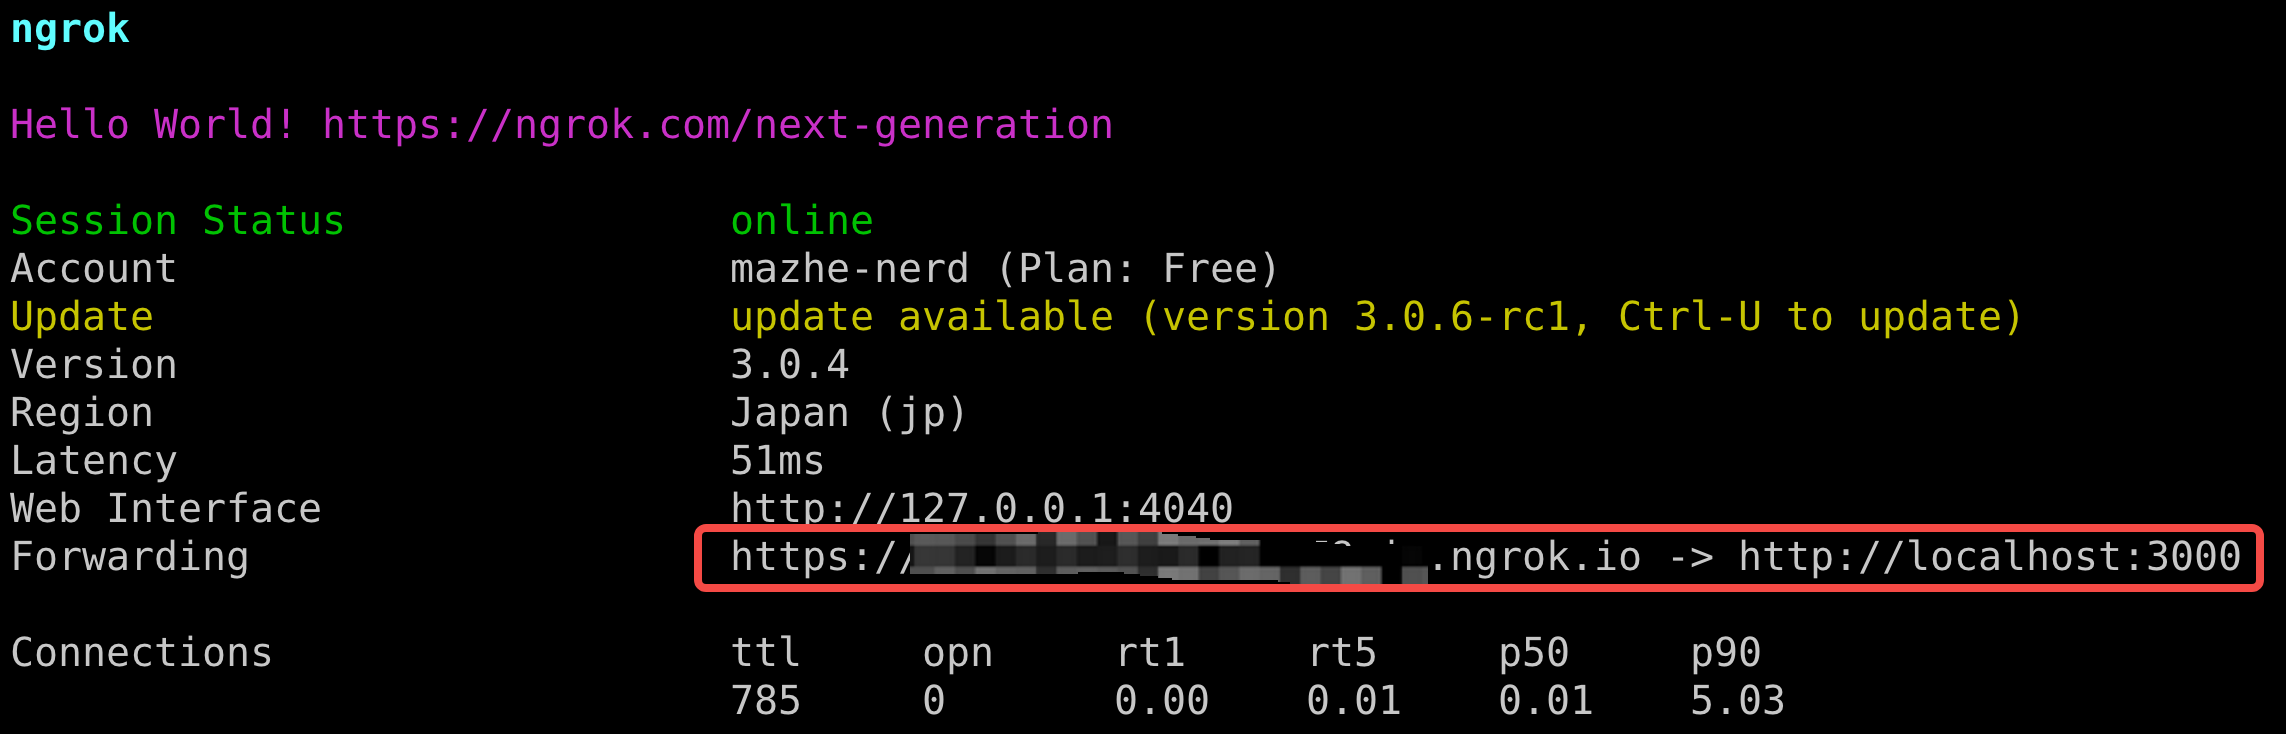 ngrok
Hello World! https://ngrok.com/next-generation
Session Status online
Account mazhe-nerd (Plan: Free)
Update update available (version 3.0.6-rc1, Ctrl-U to update)
Version 3.0.4
Region Japan (jp)
Latency 51ms
Web Interface http://127.0.0.1:4040
Forwarding https:// .ngrok.io -> http://localhost:3000
Connections ttl opn rt1 rt5 p50 p90
785 0 0.00 0.01 0.01 5.03